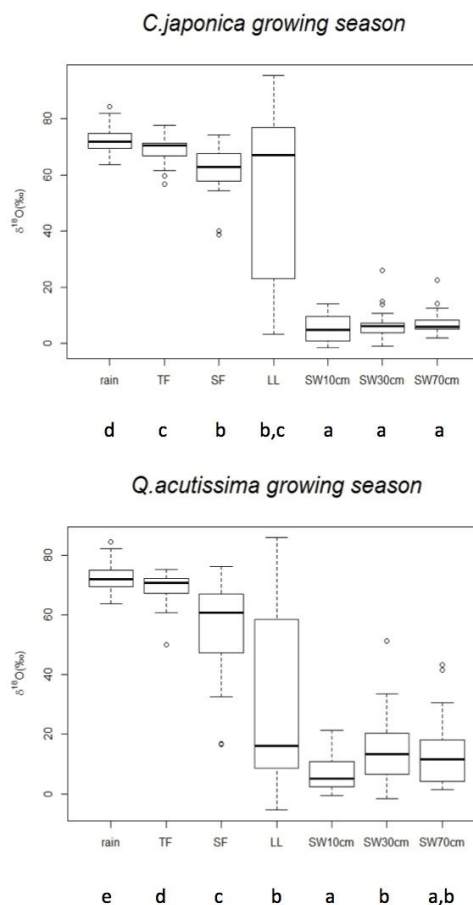 C.japonica growing season
80
60
40
20
0
δ18O(‰)
rain TF SF LL SW10cm SW30cm SW70cm
d c b b,c a a a
Q.acutissima growing season
80
60
40
20
0
δ18O(‰)
rain TF SF LL SW10cm SW30cm SW70cm
e d c b a b a,b